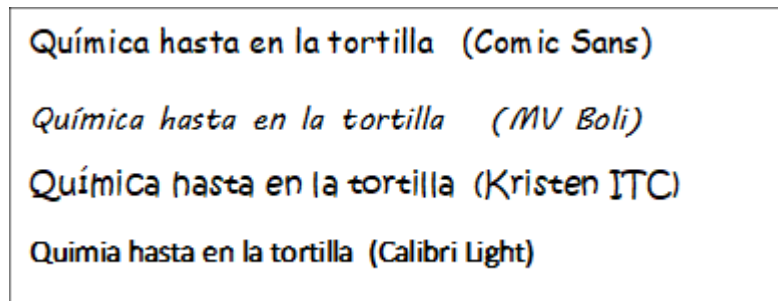 Química hasta en la tortilla (Comic Sans)
Química hasta en la tortilla (MV Boli)
Química hasta en la tortilla (Kristen ITC)
Quimia hasta en la tortilla (Calibri Light)